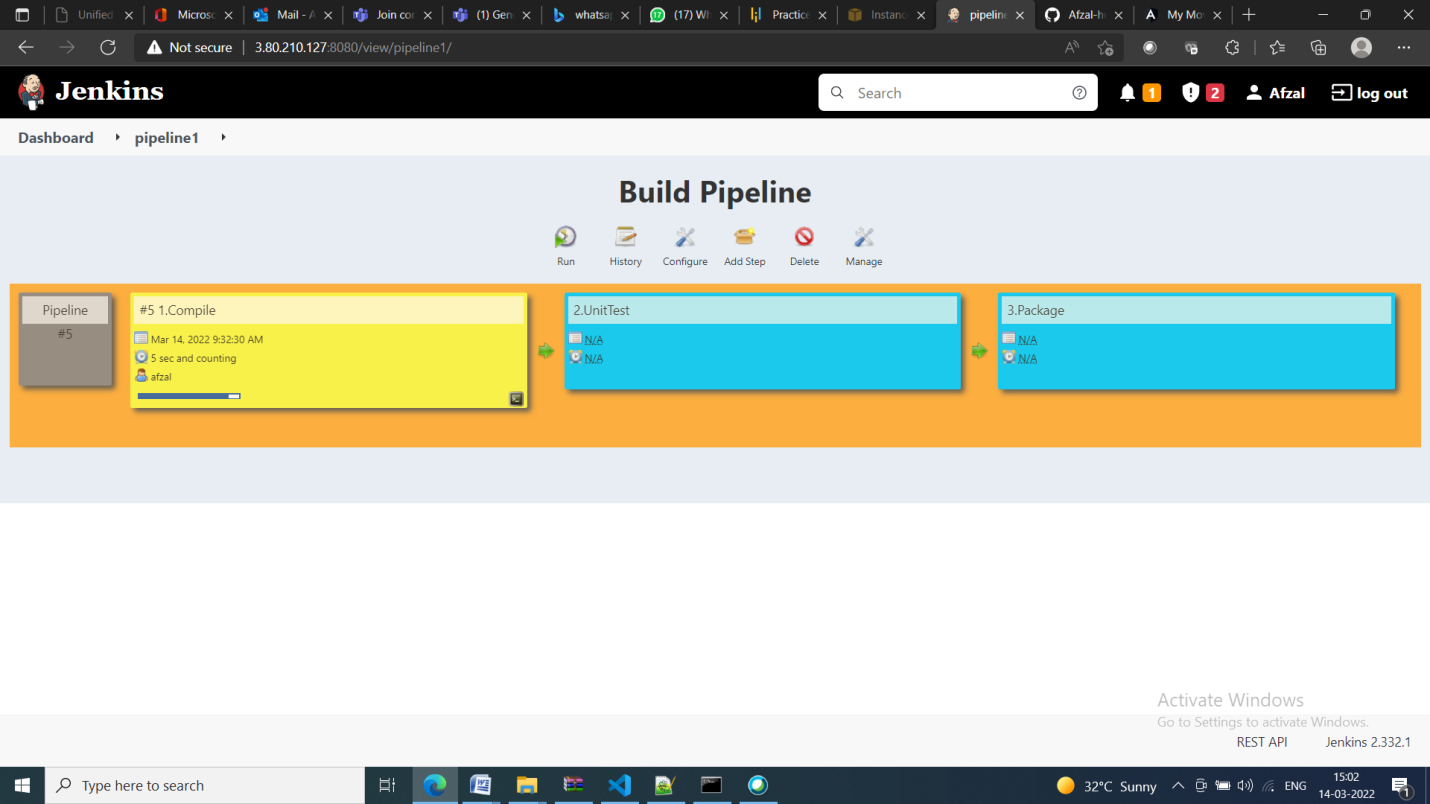 Unified
Microsc
Mail - A
Join cor
(1) Gen
whatsap
(17) Wh
Practice
Instanc
pipeline
Afzal-h
My Mo
Not secure
3.80.210.127:8080/view/pipeline1/
Jenkins
Search
1
2
Afzal
log out
Dashboard
pipeline1
Build Pipeline
Run
History
Configure
Add Step
Delete
Manage
Pipeline
#5
#5 1.Compile
Mar 14, 2022 9:32:30 AM
5 sec and counting
afzal
2.UnitTest
N/A
N/A
3.Package
N/A
N/A
Activate Windows
Go to Settings to activate Windows.
REST API
Jenkins 2.332.1
Type here to search
32°C Sunny
ENG
15:02
14-03-2022
1